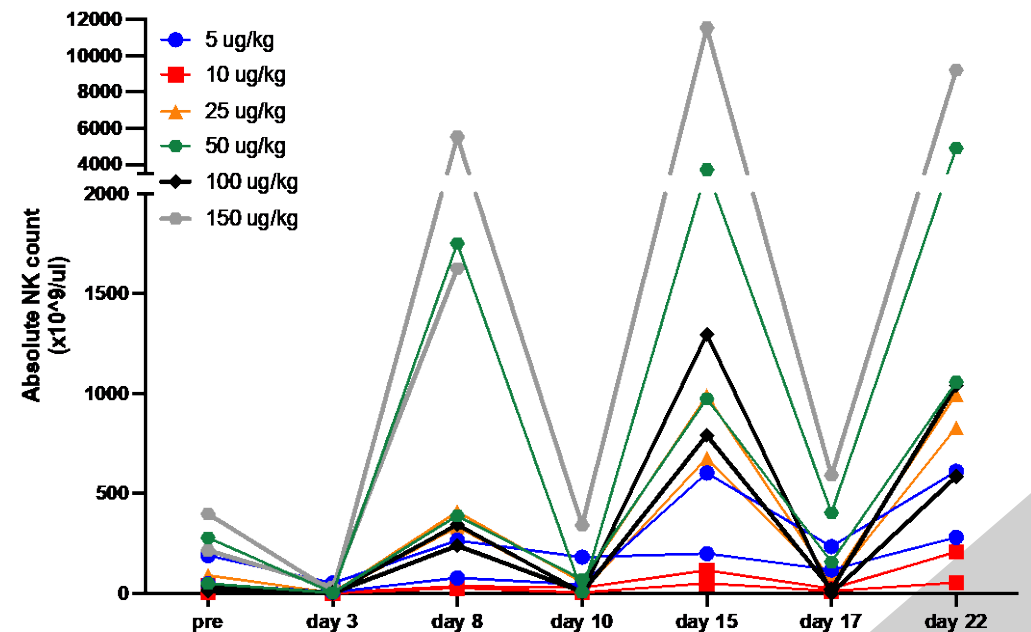 12000
10000
8000
6000
4000
2000
1500
1000
500
0
Absolute NK count
(x10^9/ul)
5 ug/kg
10 ug/kg
25 ug/kg
50 ug/kg
100 ug/kg
150 ug/kg
pre day 3 day 8 day 10 day 15 day 17 day 22